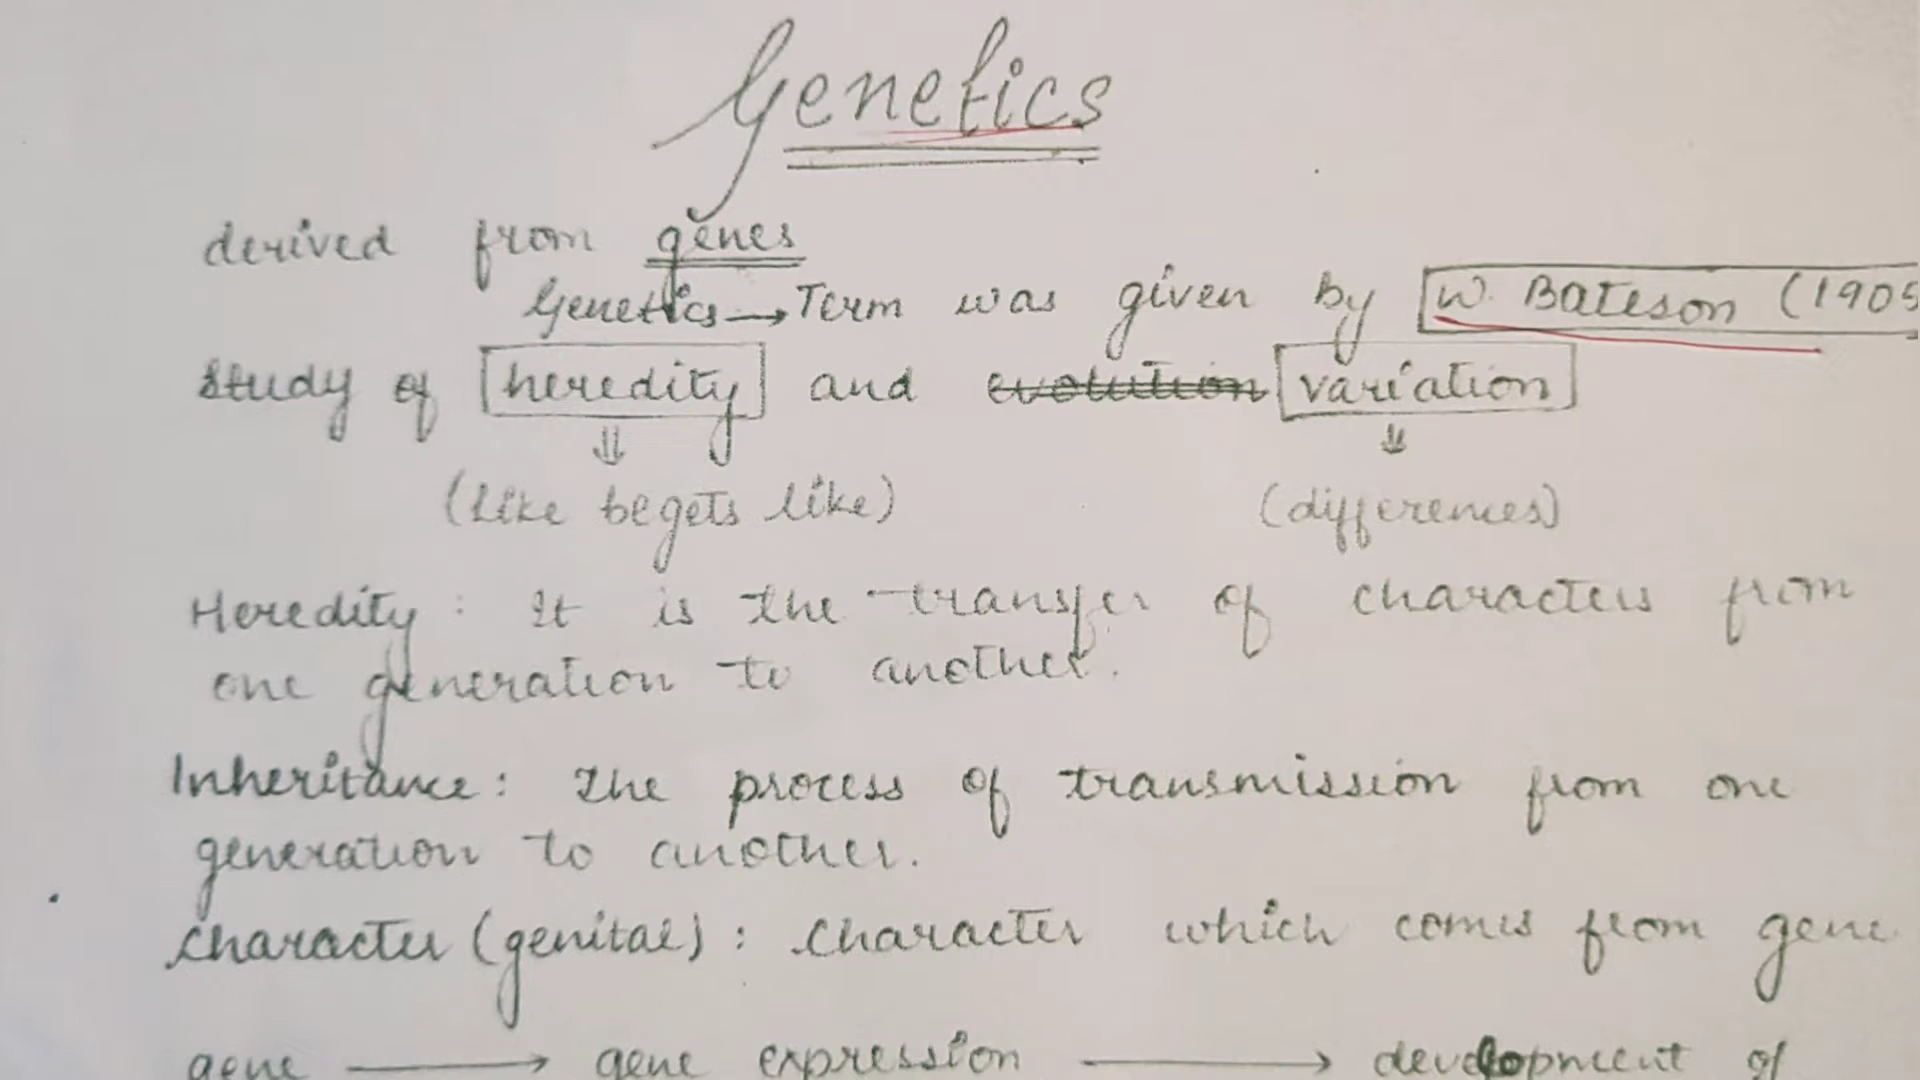 Genetics
derived from genes
Genetics → Term was given by W. Bateson (1905
study of heredity and evolution variation
⇓ ⇓
(Like begets like) (differences)
Heredity : It is the transfer of characters from
one generation to another.
Inheritance : The process of transmission from one
generation to another.
Character (genital) : Character which comes from gene
gene → gene expression → development of